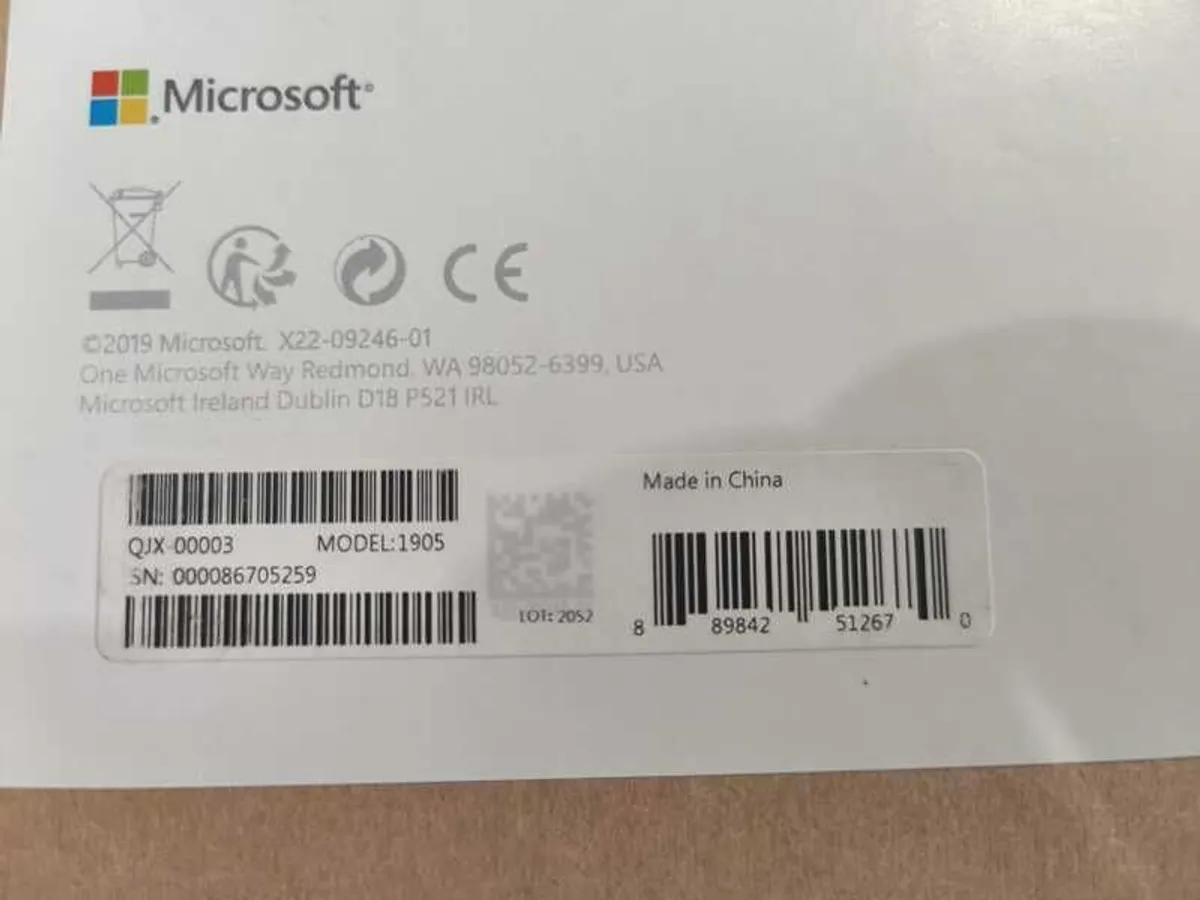 Microsoft®
CE
©2019 Microsoft. X22-09246-01
One Microsoft Way Redmond, WA 98052-6399, USA
Microsoft Ireland Dublin D18 P521 IRL
QJX-00003 MODEL:1905
SN: 000086705259
LOT: 2052
Made in China
8 89842 51267 0